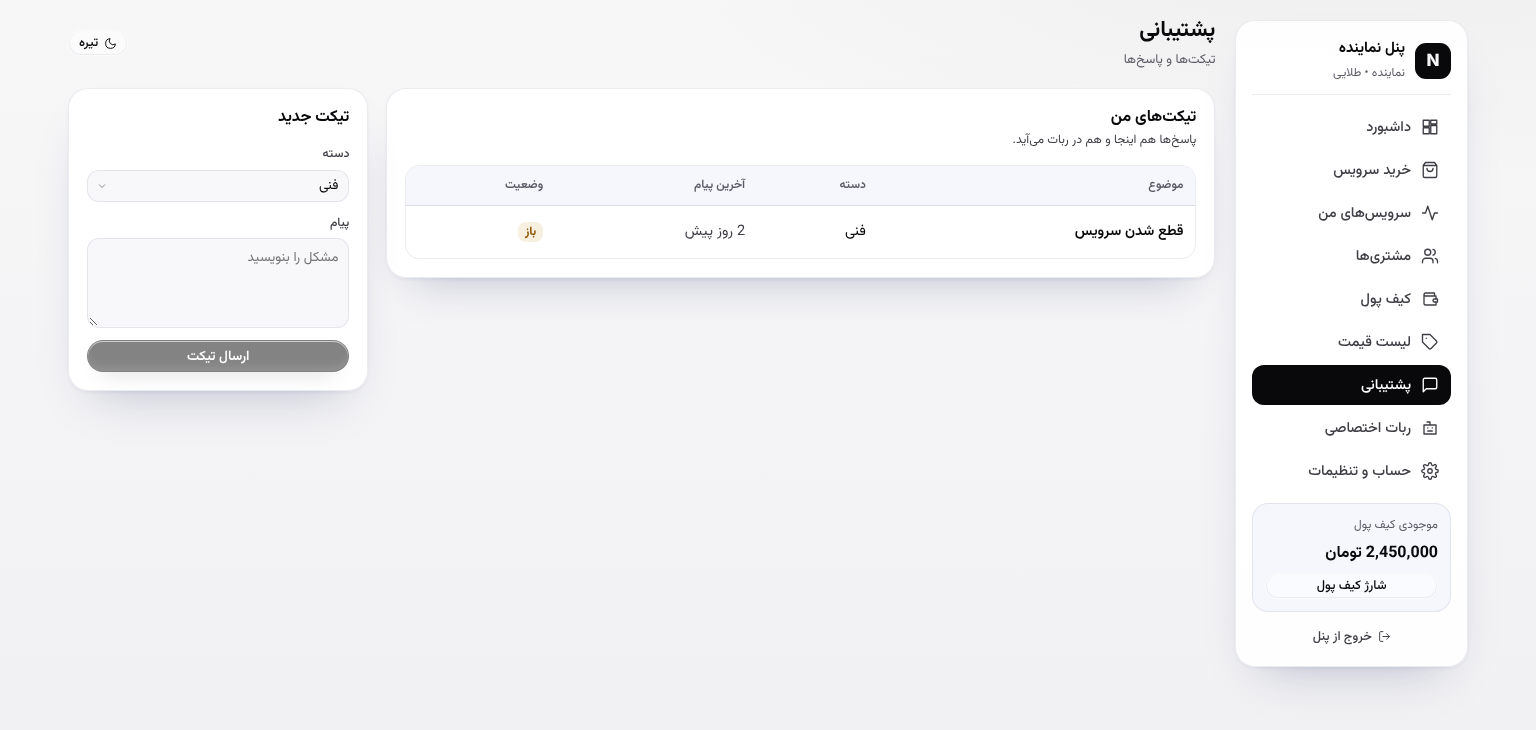 N
پنل نماینده
نماینده • طلایی
داشبورد
خرید سرویس
سرویس‌های من
مشتری‌ها
کیف پول
لیست قیمت
پشتیبانی
ربات اختصاصی
حساب و تنظیمات
موجودی کیف پول
2,450,000 تومان
شارژ کیف پول
خروج از پنل
پشتیبانی
تیکت‌ها و پاسخ‌ها
تیره
تیکت‌های من
پاسخ‌ها هم اینجا و هم در ربات می‌آید.
موضوع دسته آخرین پیام وضعیت
قطع شدن سرویس فنی 2 روز پیش باز
تیکت جدید
دسته
فنی
پیام
مشکل را بنویسید
ارسال تیکت